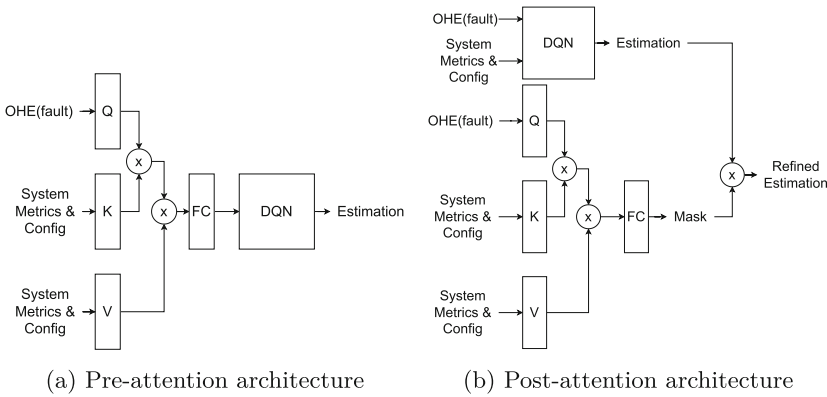 OHE(fault)
Q
x
System
Metrics &
Config
K
x
FC
DQN
Estimation
System
Metrics &
Config
V
(a) Pre-attention architecture
OHE(fault)
System
Metrics &
Config
DQN
Estimation
OHE(fault)
Q
x
x
Refined
Estimation
System
Metrics &
Config
K
x
FC
Mask
System
Metrics &
Config
V
(b) Post-attention architecture